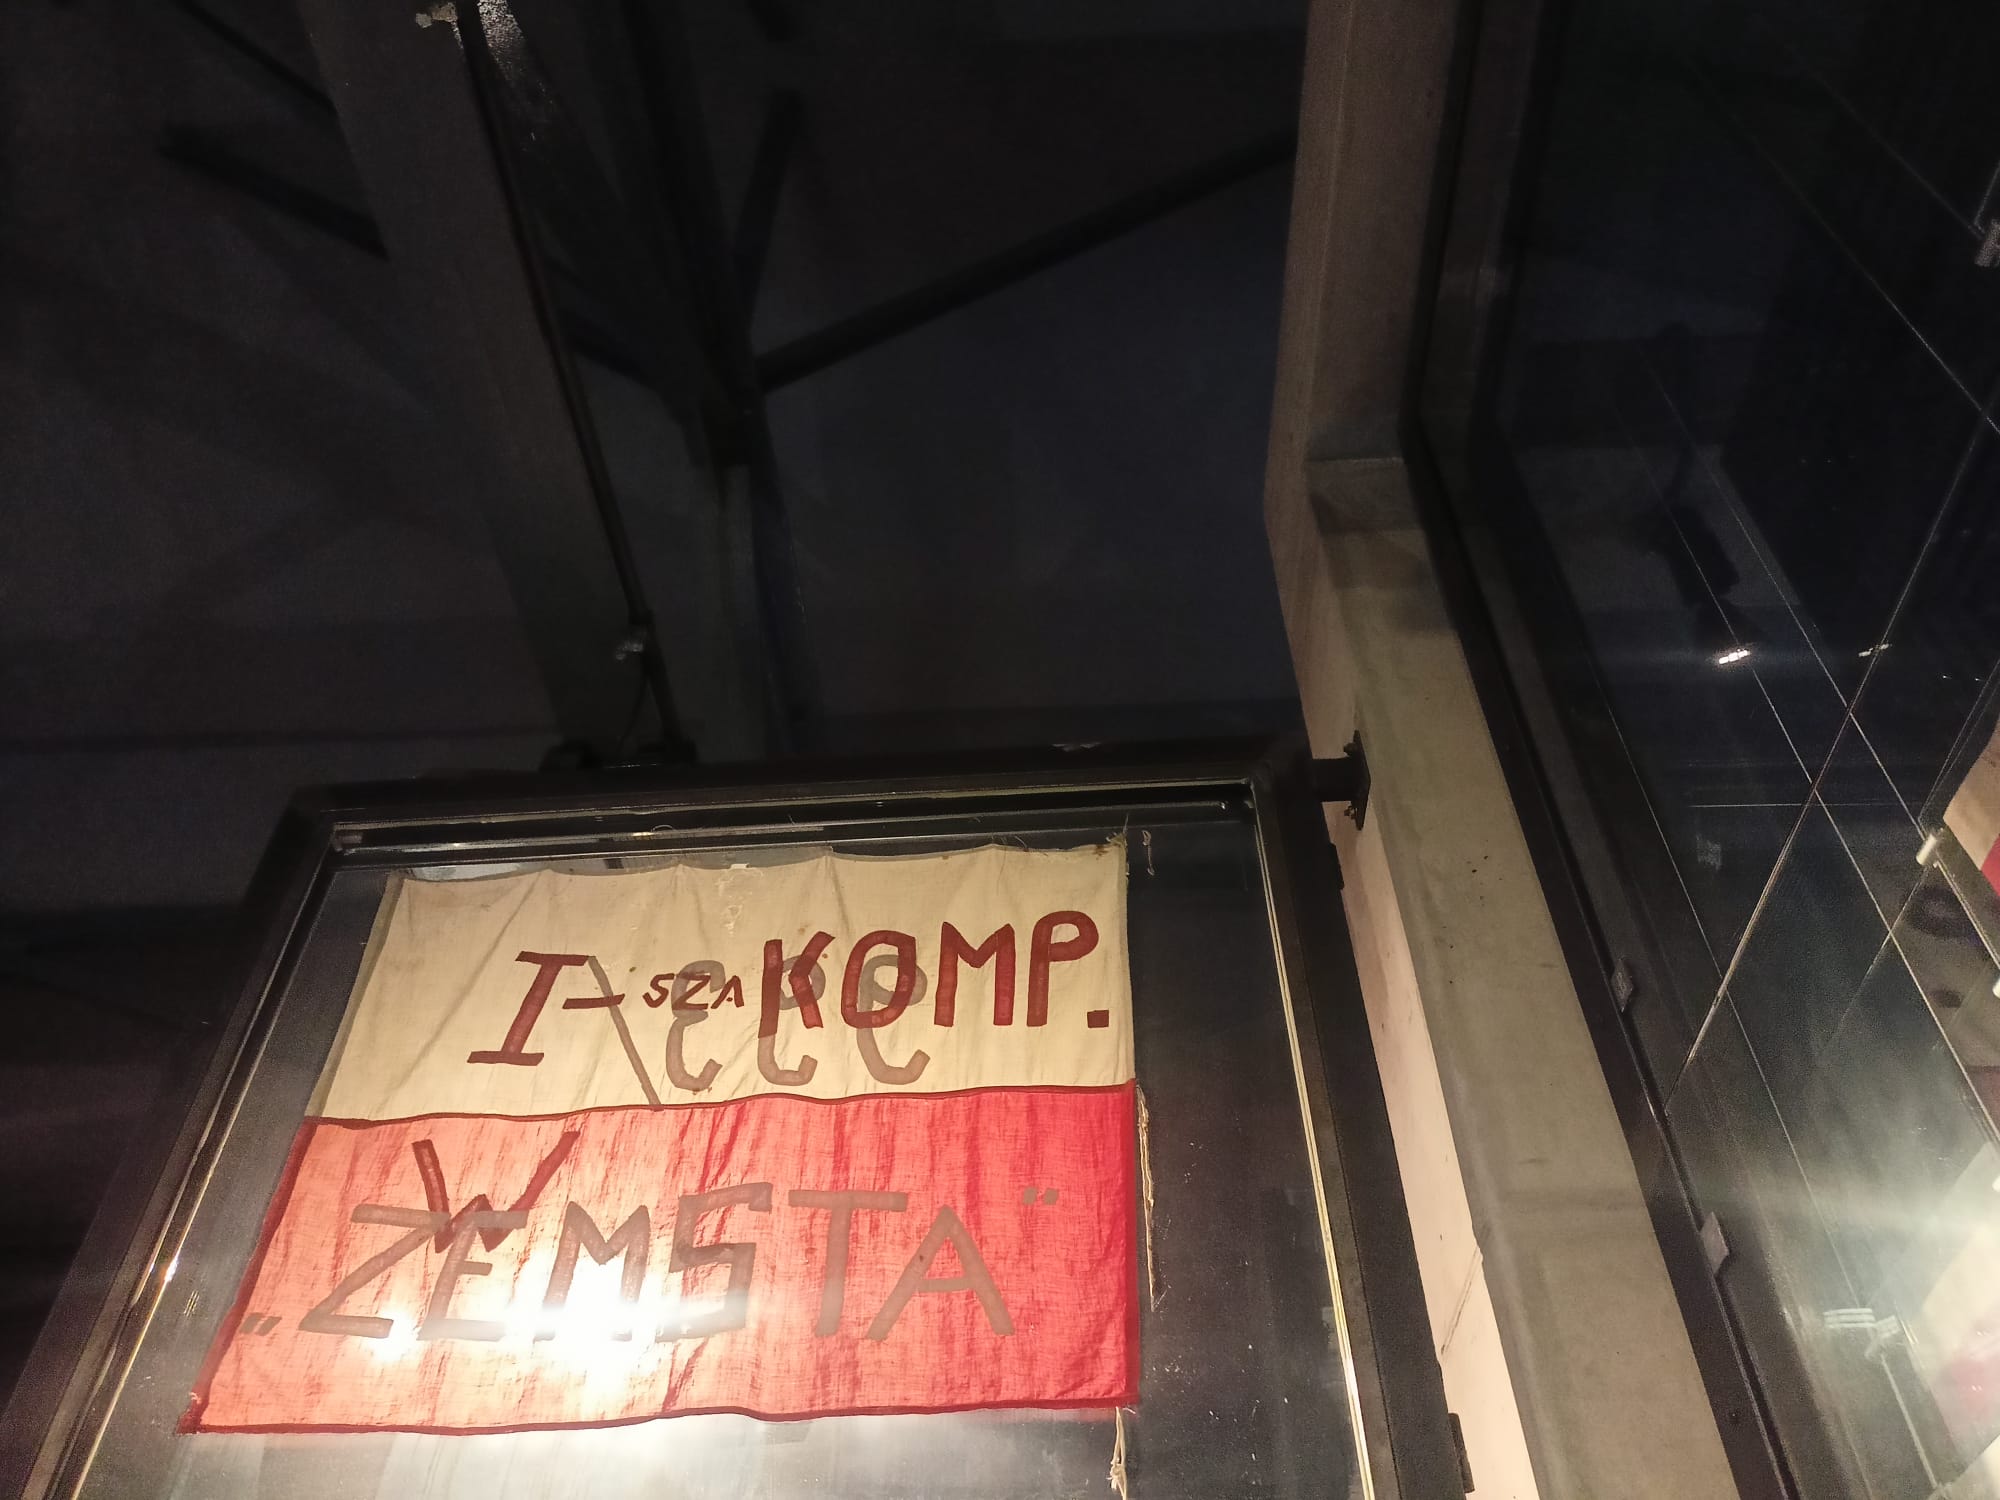 I-SZA KOMP.
W
„ZEMSTA"